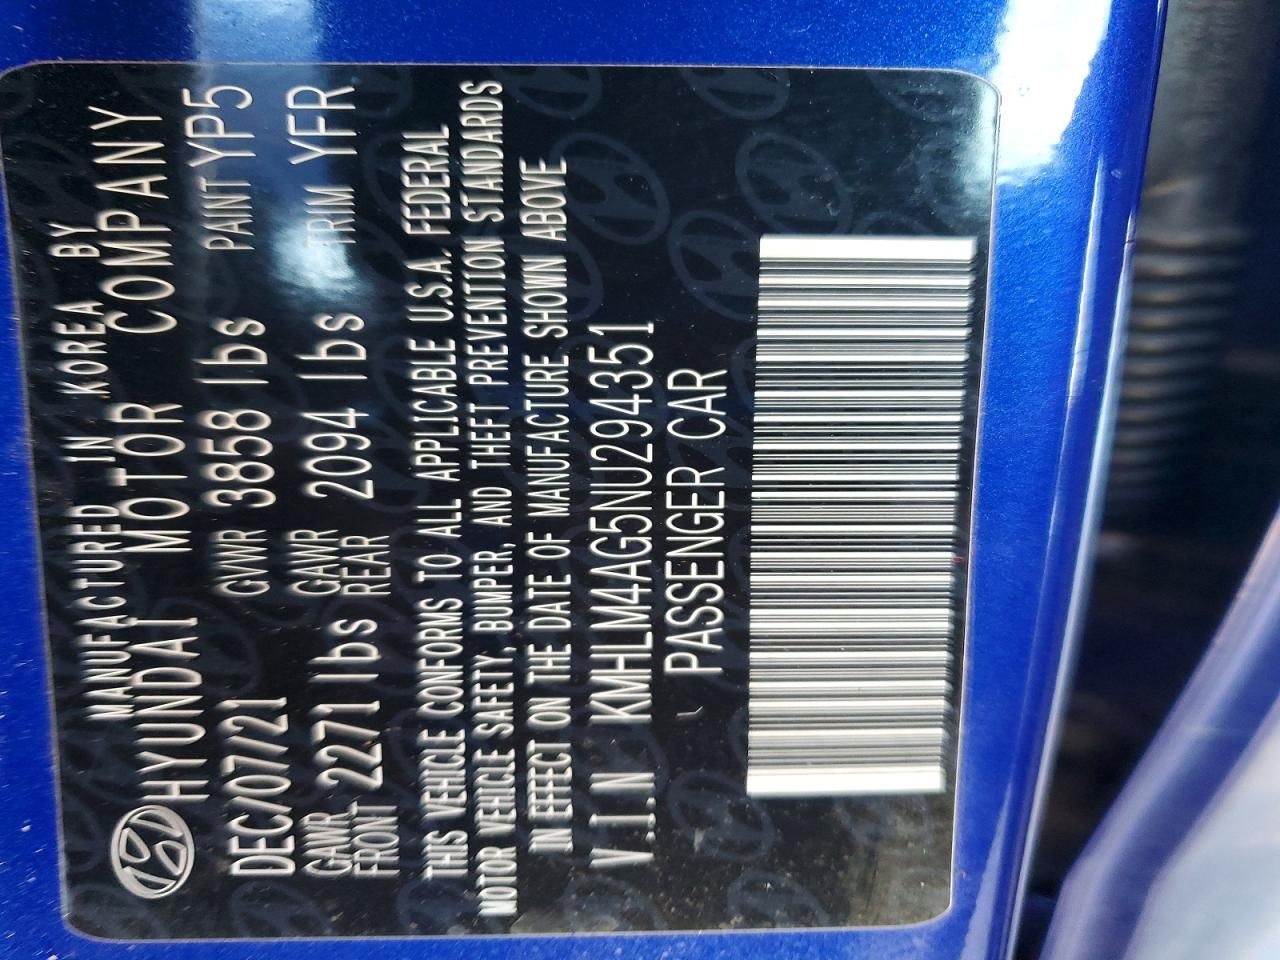 MANUFACTURED IN KOREA BY
HYUNDAI MOTOR COMPANY
DEC/07/21 GVWR 3858 lbs PAINT YP5
GAWR FRONT 2271 lbs GAWR REAR 2094 lbs TRIM YFR
THIS VEHICLE CONFORMS TO ALL APPLICABLE U.S.A. FEDERAL
MOTOR VEHICLE SAFETY, BUMPER, AND THEFT PREVENTION STANDARDS
IN EFFECT ON THE DATE OF MANUFACTURE SHOWN ABOVE
V.I.N KMHLM4AG5NU294351
PASSENGER CAR